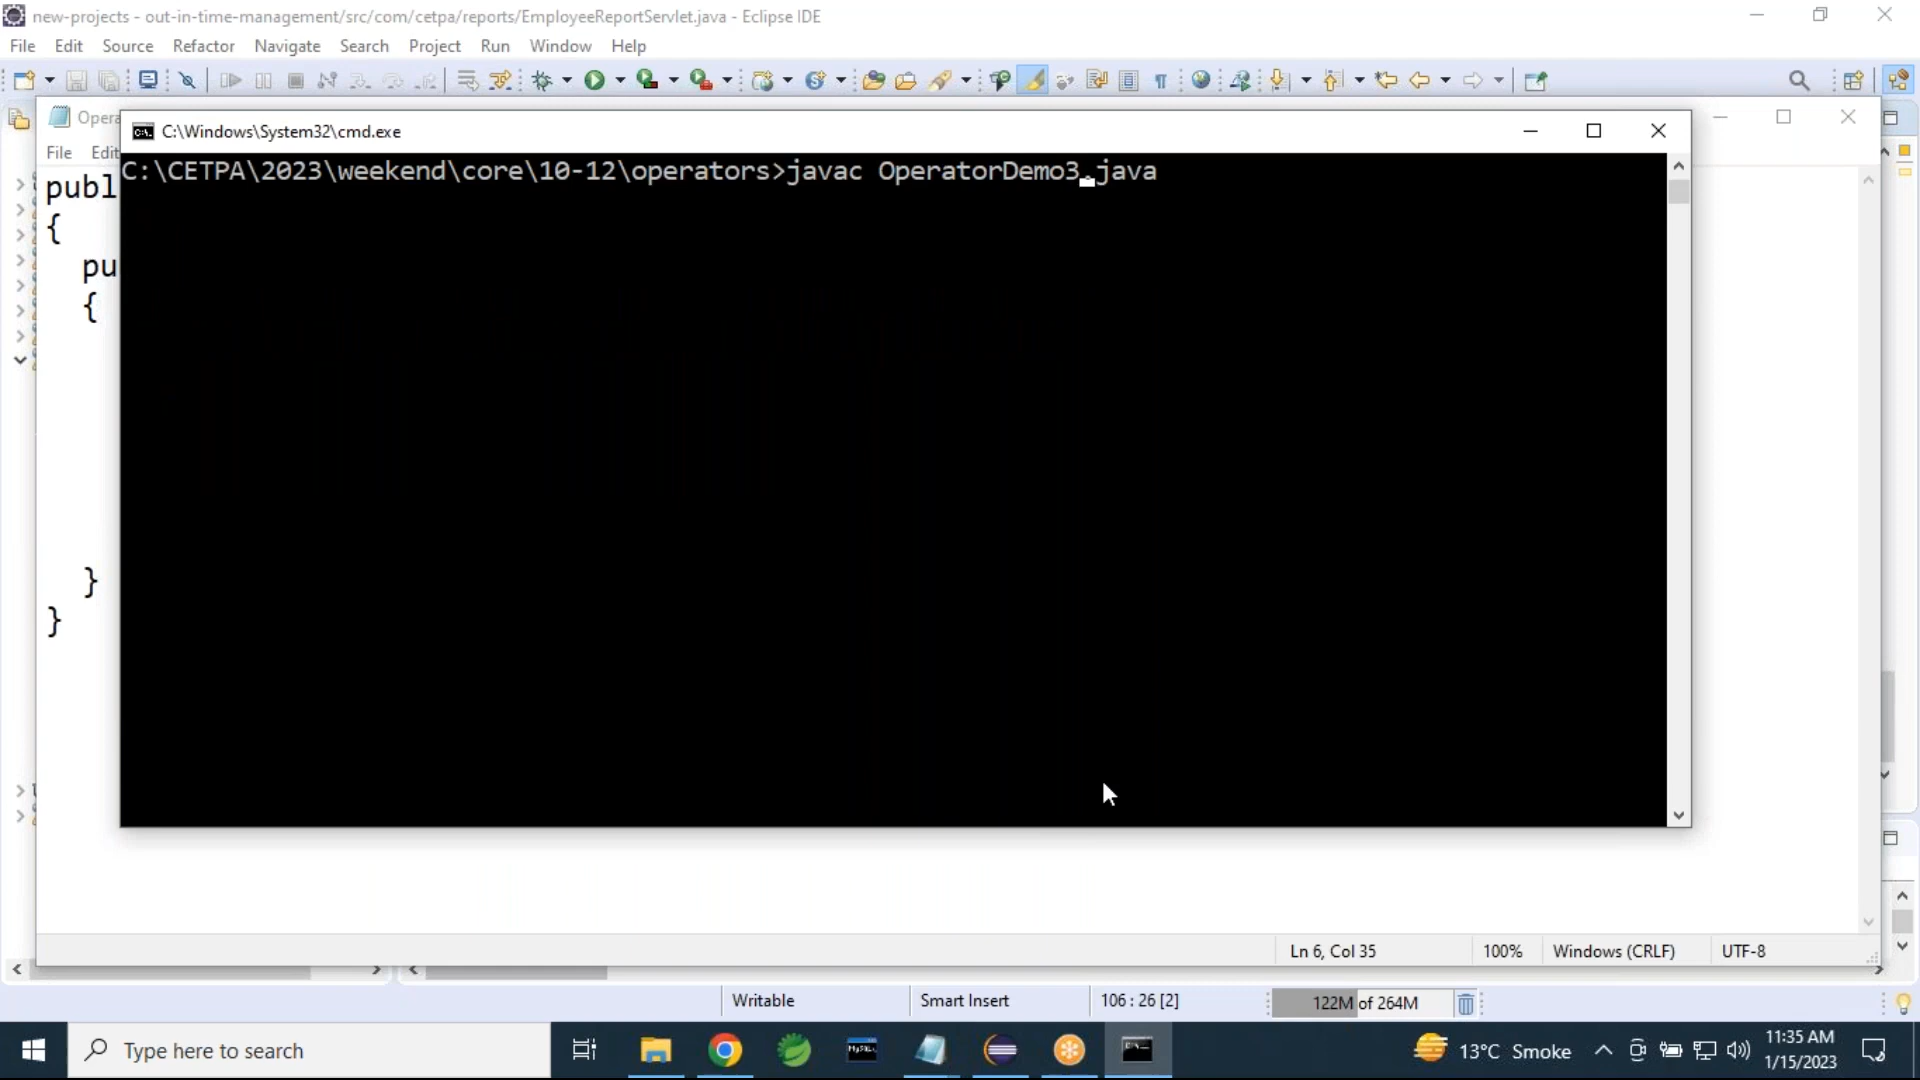 new-projects - out-in-time-management/src/com/cetpa/reports/EmployeeReportServlet.java - Eclipse IDE
File Edit Source Refactor Navigate Search Project Run Window Help
Opera
C:\Windows\System32\cmd.exe
File Edit
C:\CETPA\2023\weekend\core\10-12\operators>javac OperatorDemo3.java
publ
{
pu
{
}
}
Ln 6, Col 35 100% Windows (CRLF) UTF-8
Writable Smart Insert 106 : 26 [2] 122M of 264M
Type here to search
MySQL
13°C Smoke
11:35 AM
1/15/2023